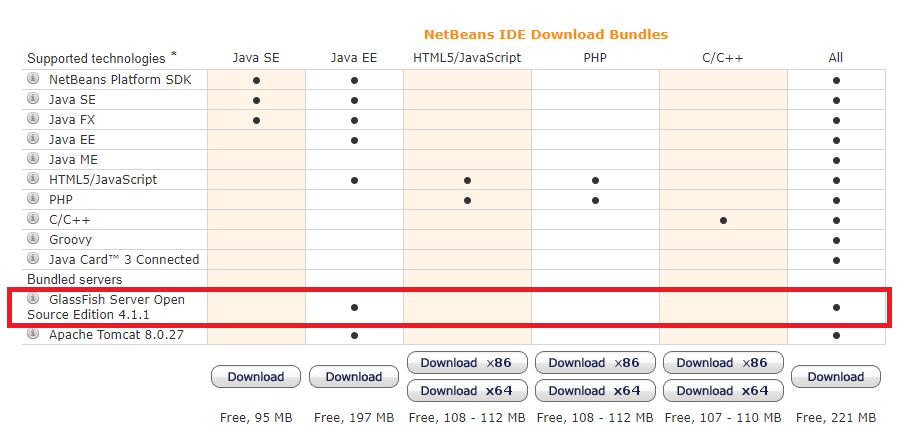 NetBeans IDE Download Bundles
Supported technologies * Java SE Java EE HTML5/JavaScript PHP C/C++ All
NetBeans Platform SDK • • •
Java SE • • •
Java FX • • •
Java EE • •
Java ME •
HTML5/JavaScript • • • •
PHP • • •
C/C++ • •
Groovy •
Java Card™ 3 Connected •
Bundled servers
GlassFish Server Open
Source Edition 4.1.1 • •
Apache Tomcat 8.0.27 • •
Download Download Download x86 Download x86 Download x86 Download
Download x64 Download x64 Download x64
Free, 95 MB Free, 197 MB Free, 108 - 112 MB Free, 108 - 112 MB Free, 107 - 110 MB Free, 221 MB